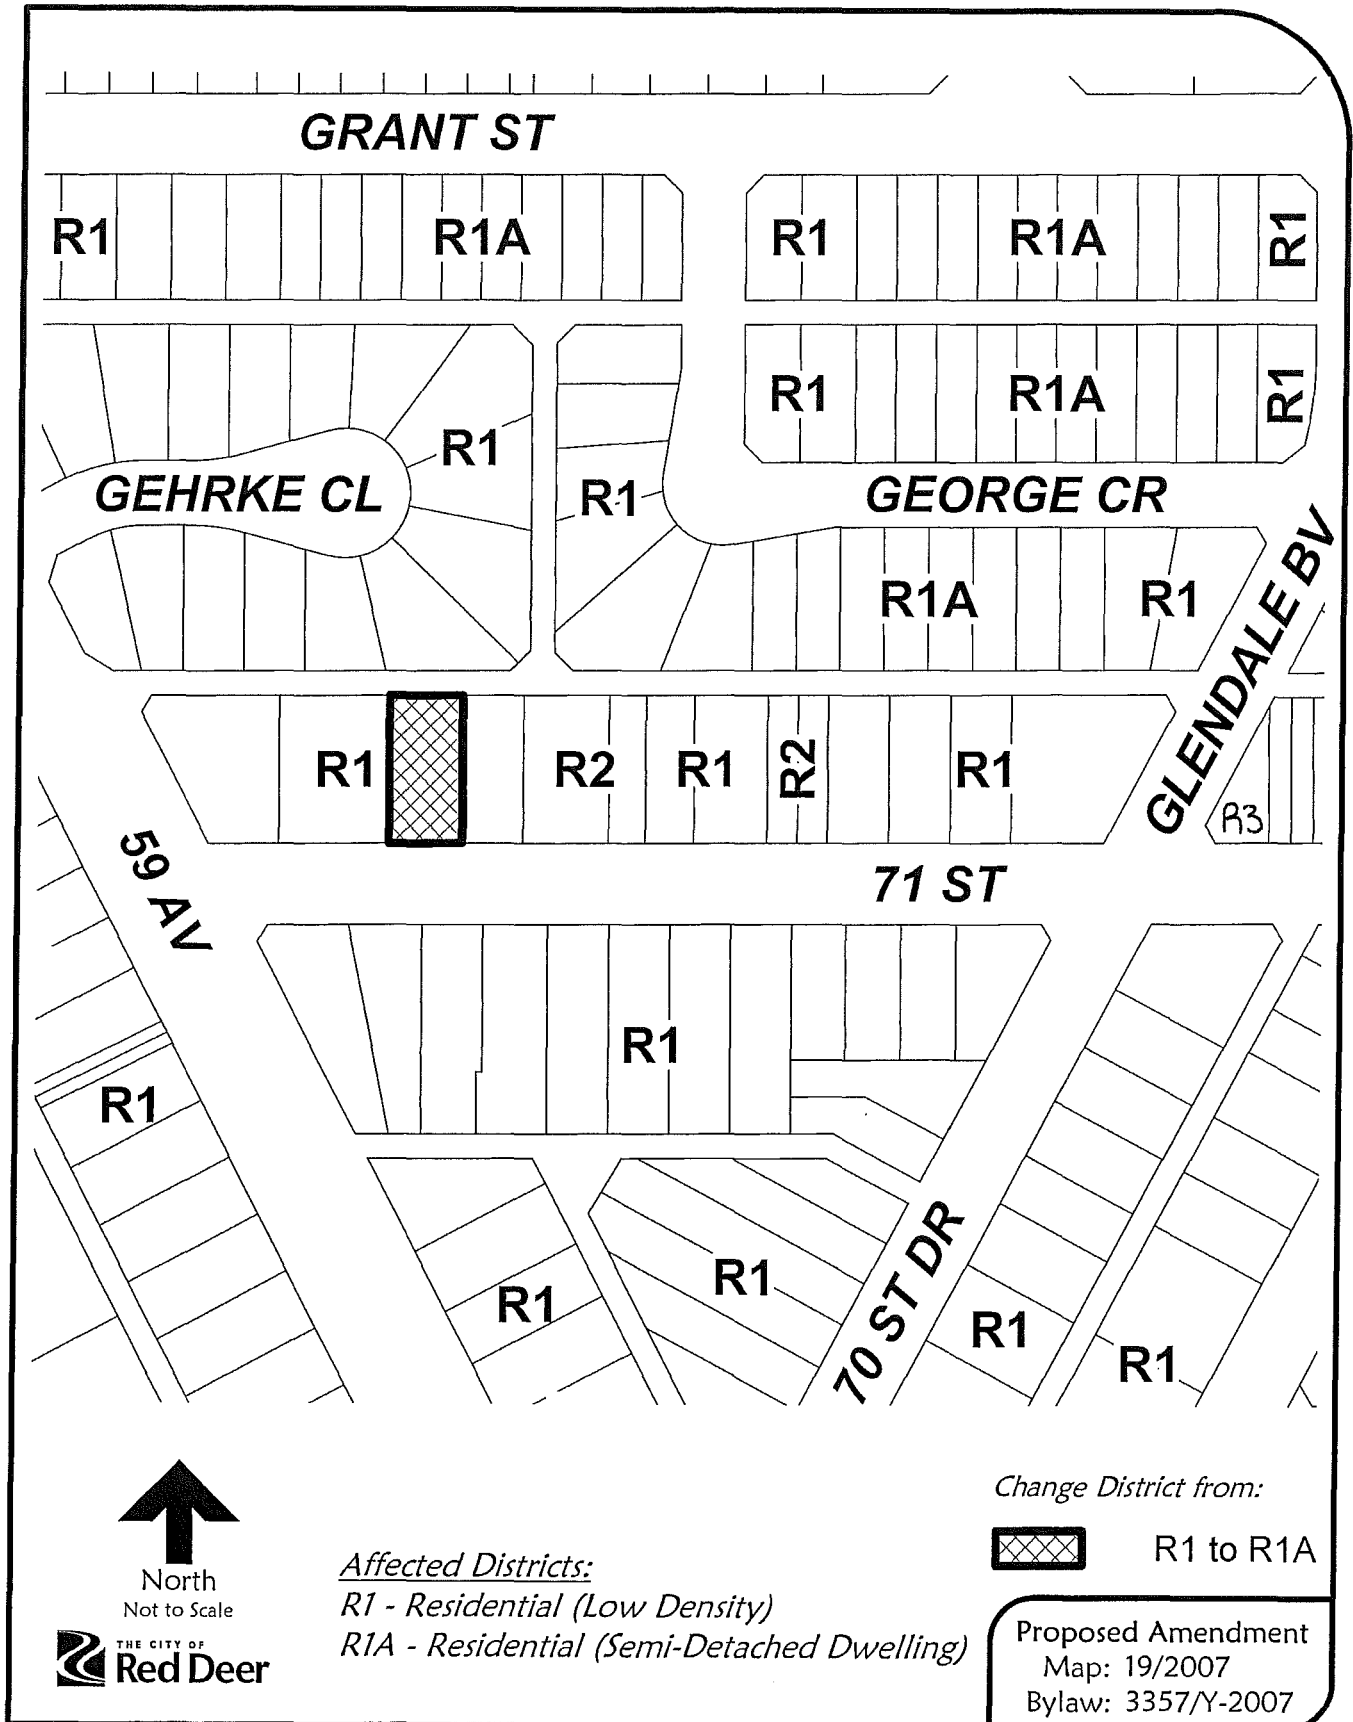 GRANT ST
R1 R1A R1 R1A R1
R1 R1A R1
R1 R1
GEHRKE CL GEORGE CR
R1A R1
GLENDALE BV
R1 R2 R1 R2 R1 R3
59 AV
71 ST
R1
R1
R1 R1 R1 R1
70 ST DR
North
Not to Scale
THE CITY OF
Red Deer
Affected Districts:
R1 - Residential (Low Density)
R1A - Residential (Semi-Detached Dwelling)
Change District from:
R1 to R1A
Proposed Amendment
Map: 19/2007
Bylaw: 3357/Y-2007